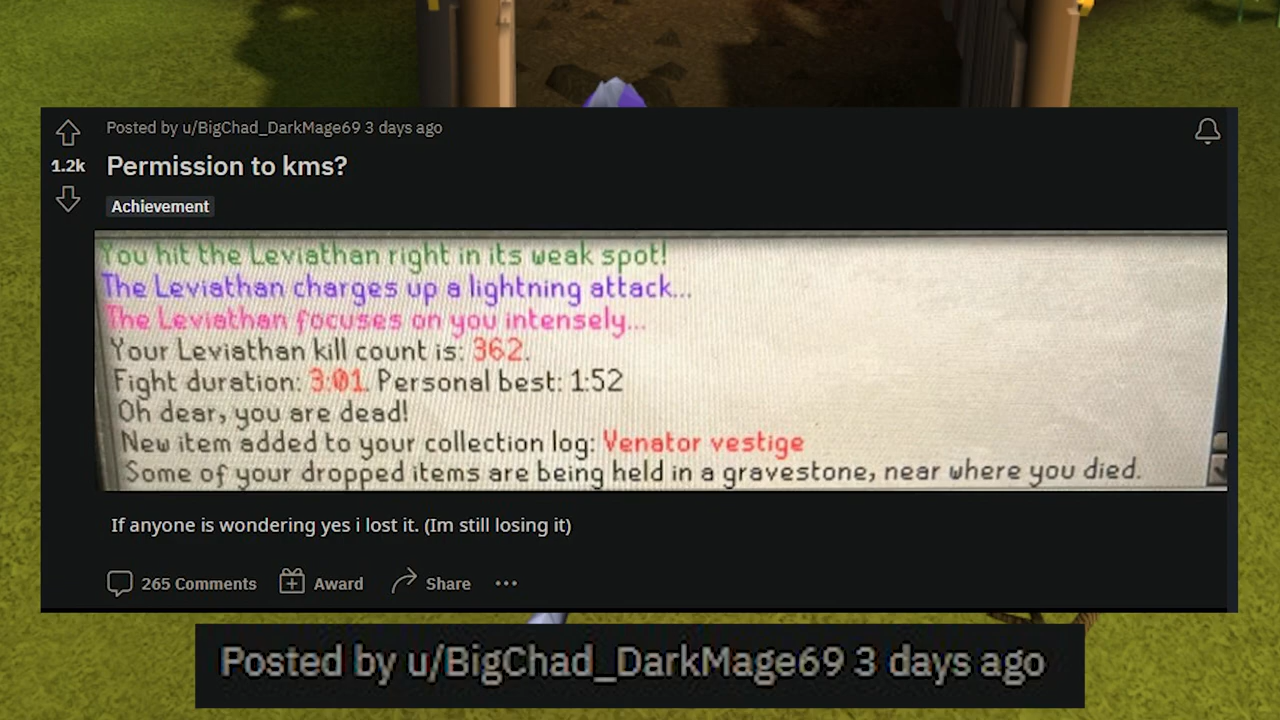 Posted by u/BigChad_DarkMage69 3 days ago
1.2k
Permission to kms?
Achievement
You hit the Leviathan right in its weak spot!
The Leviathan charges up a lightning attack...
The Leviathan focuses on you intensely...
Your Leviathan kill count is: 362.
Fight duration: 3:01. Personal best: 1:52
Oh dear, you are dead!
New item added to your collection log: Venator vestige
Some of your dropped items are being held in a gravestone, near where you died.
If anyone is wondering yes i lost it. (Im still losing it)
265 Comments Award Share
Posted by u/BigChad_DarkMage69 3 days ago